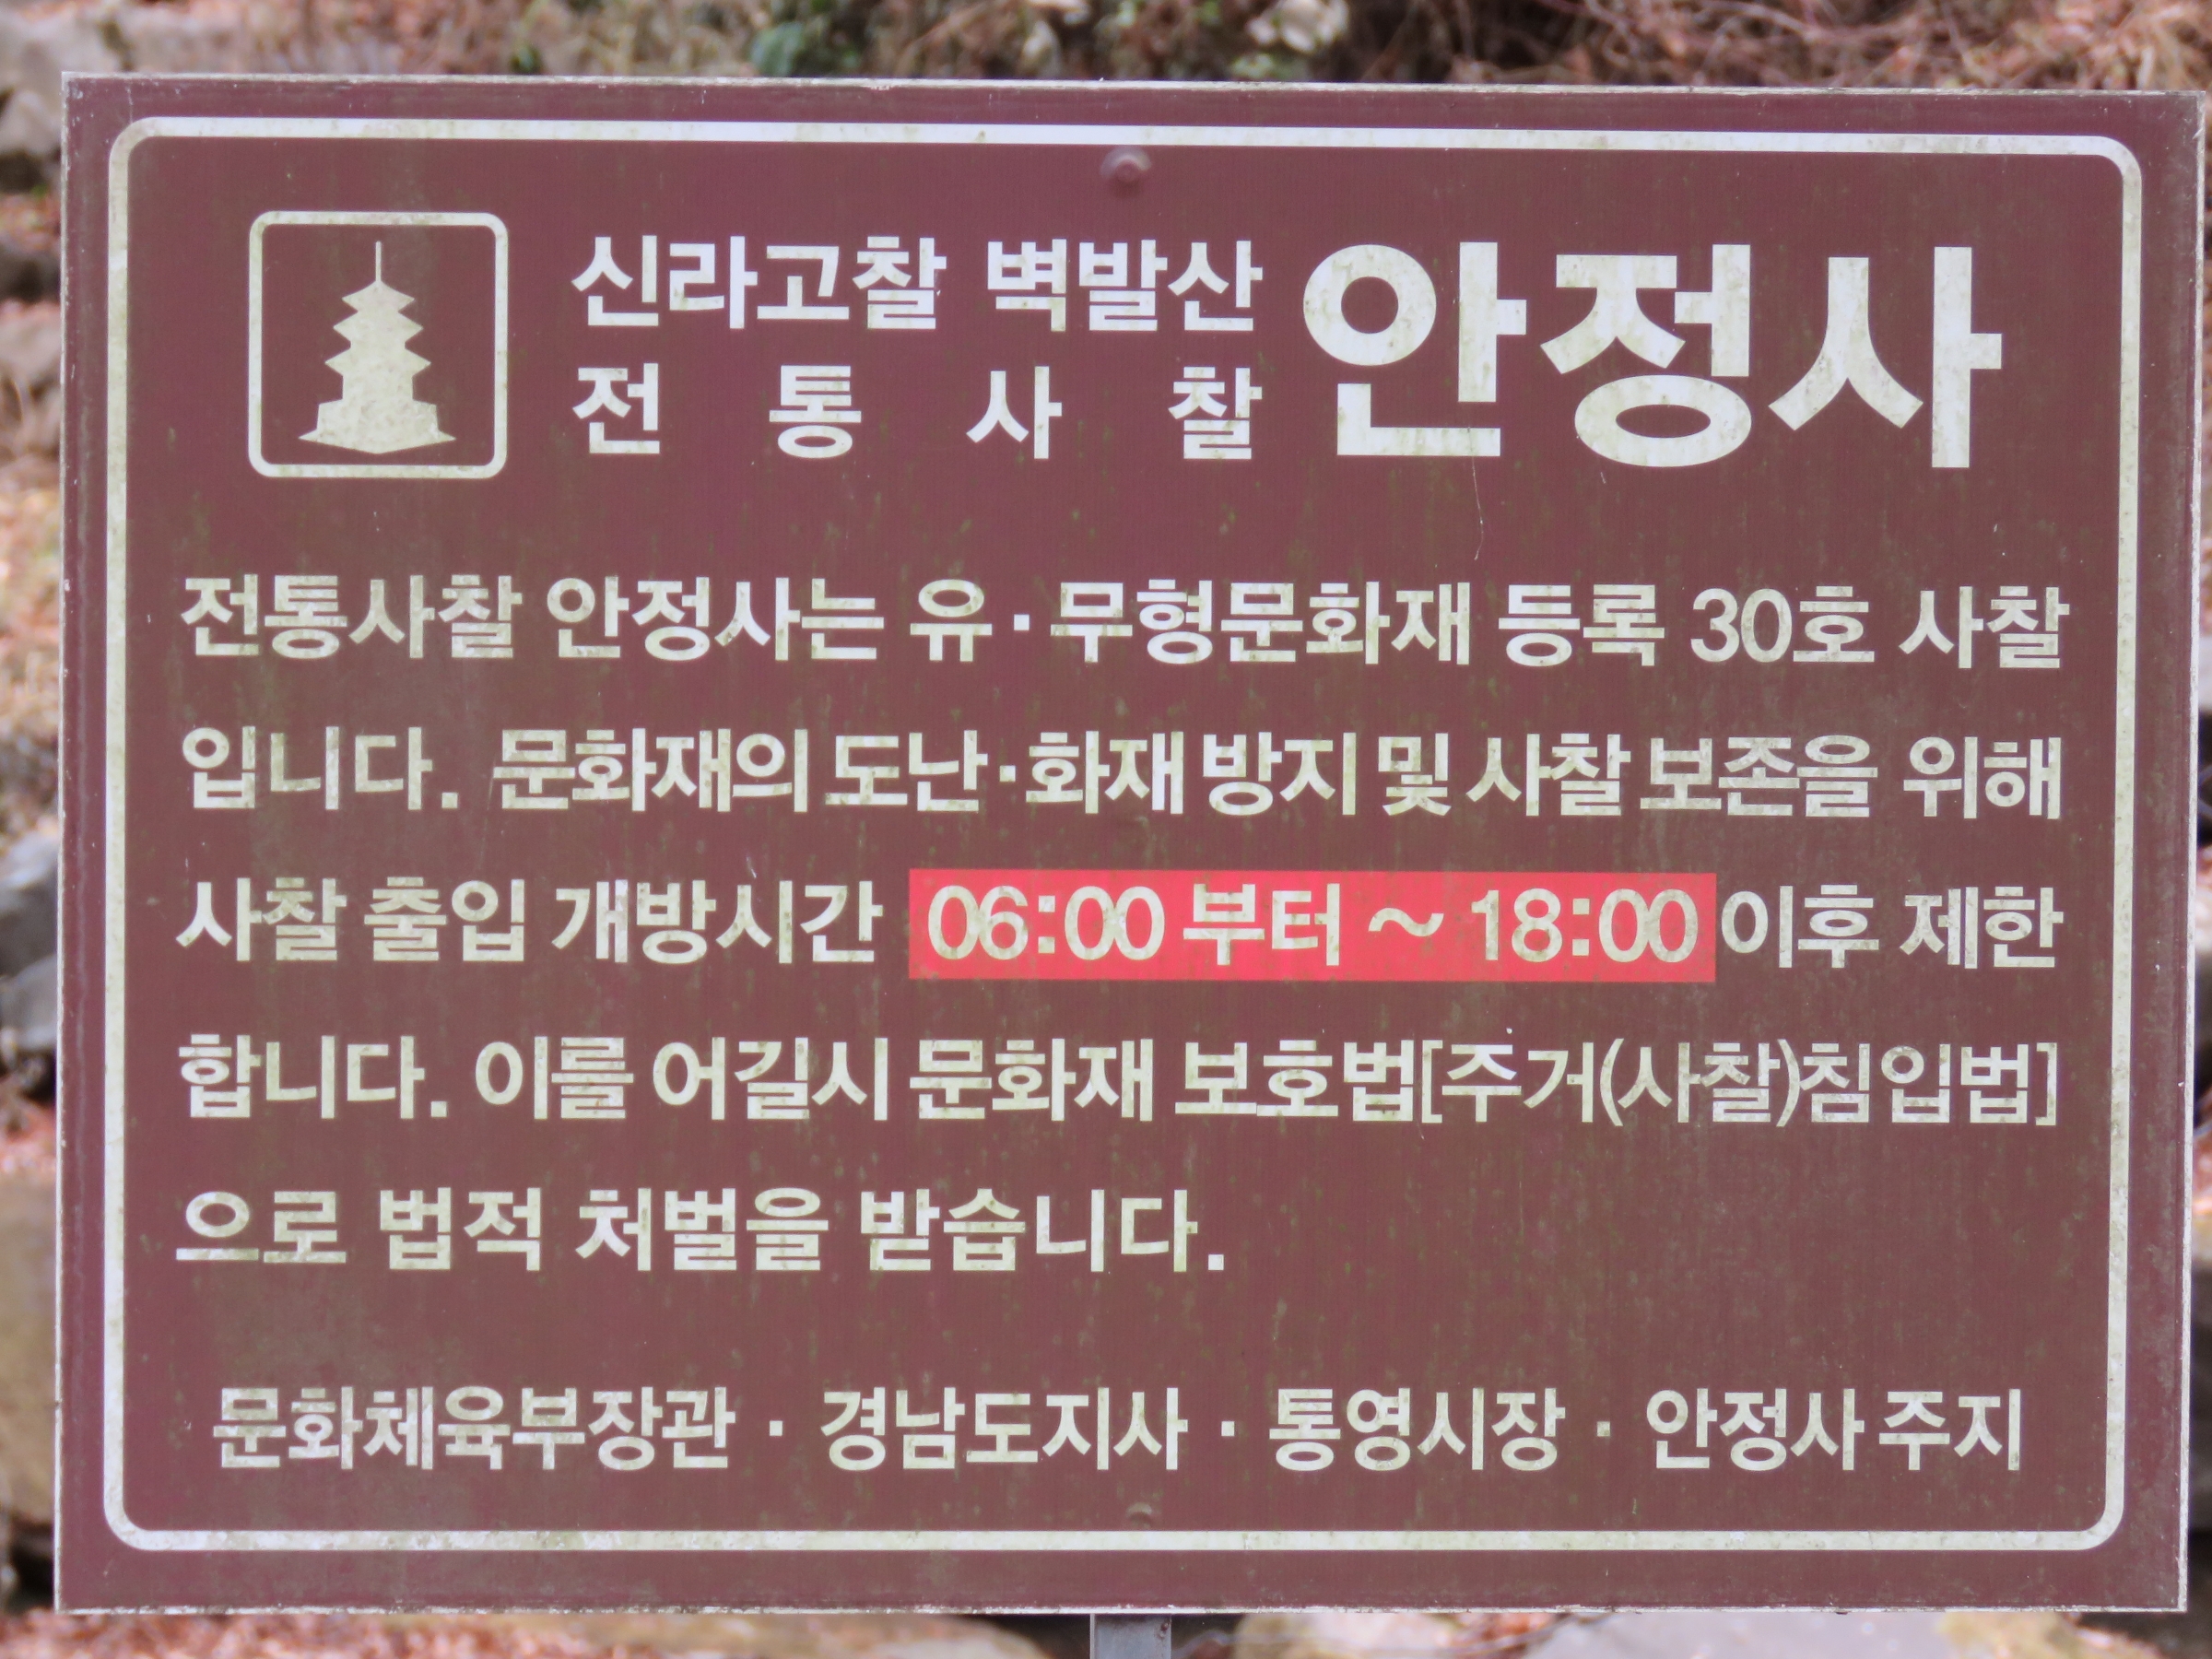 신라고찰 벽발산
전통사찰
안정사
전통사찰 안정사는 유·무형문화재 등록 30호 사찰
입니다. 문화재의 도난·화재 방지 및 사찰 보존을 위해
사찰 출입 개방시간 06:00 부터 ~ 18:00 이후 제한
합니다. 이를 어길시 문화재 보호법[주거(사찰)침입법]
으로 법적 처벌을 받습니다.
문화체육부장관 · 경남도지사 · 통영시장 · 안정사 주지